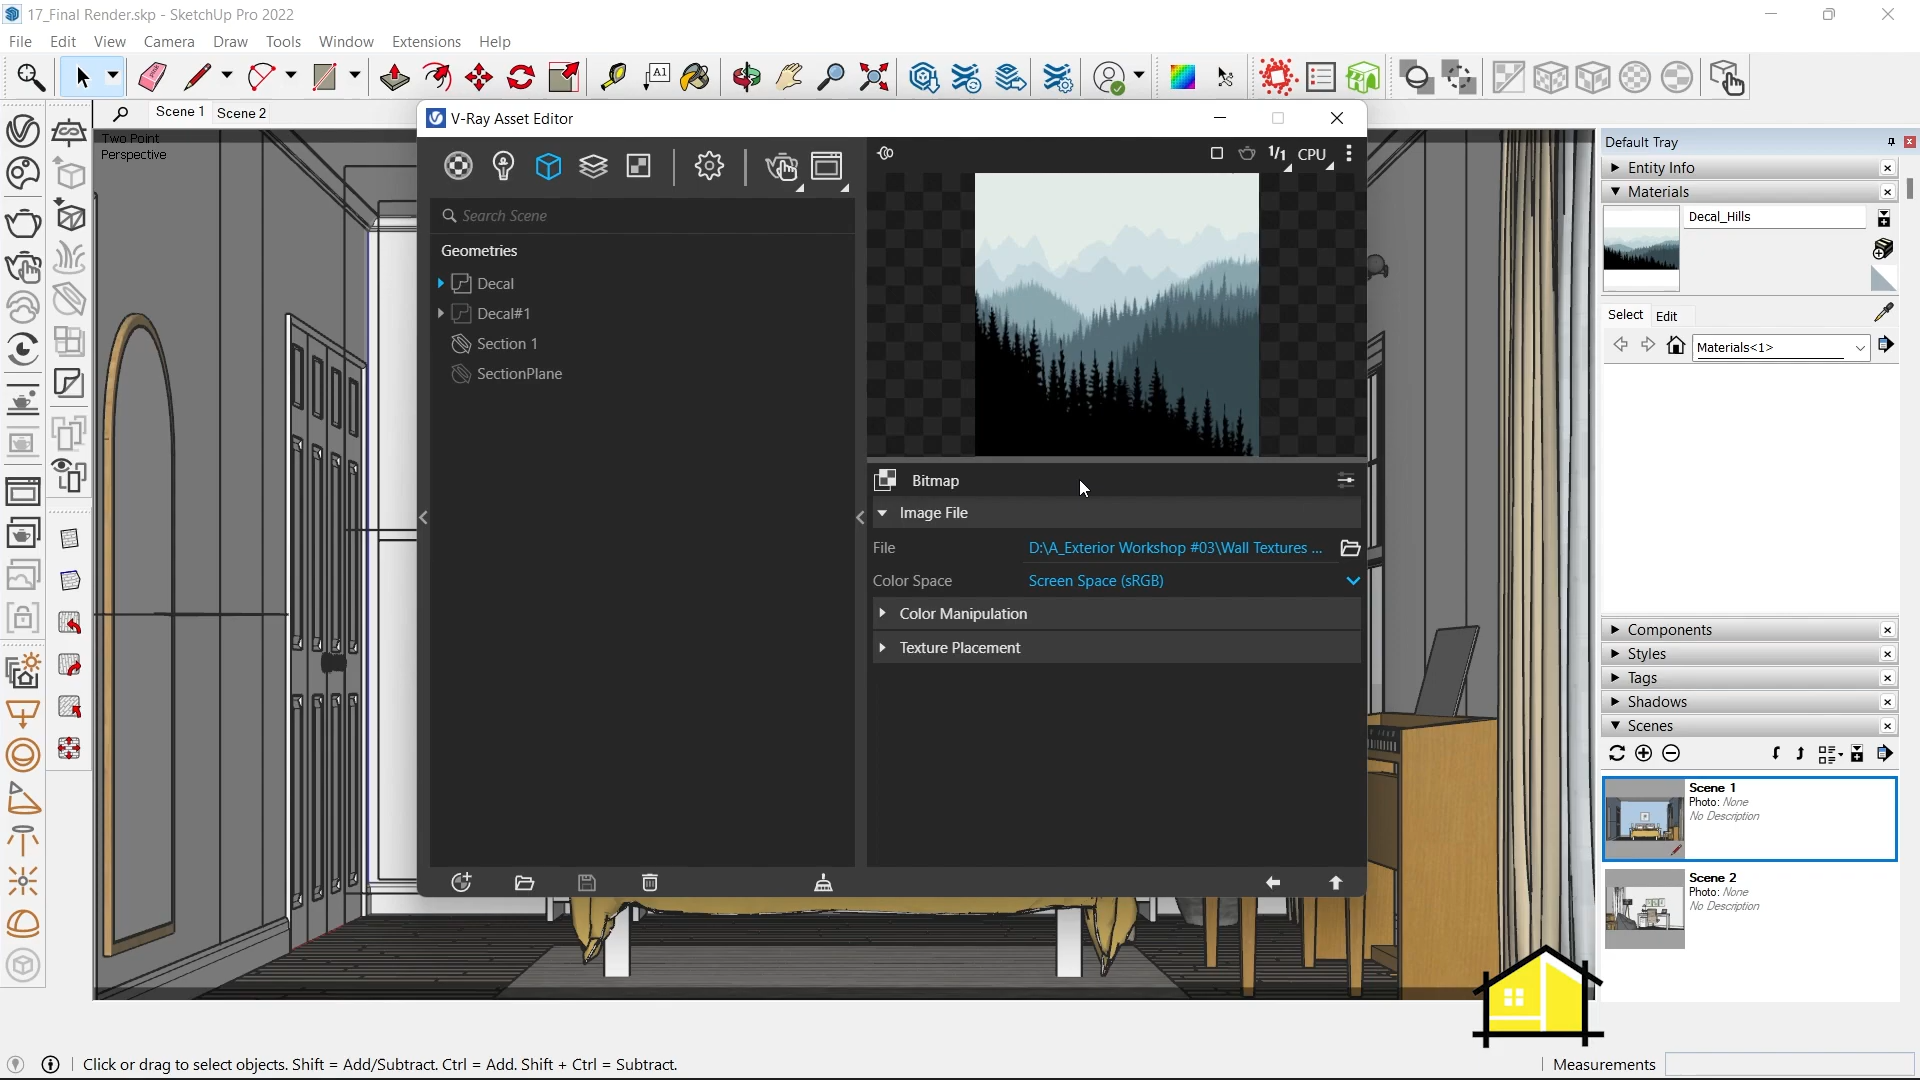 17_Final Render.skp - SketchUp Pro 2022
File Edit View Camera Draw Tools Window Extensions Help
A1
Scene 1 Scene 2
Two Point
Perspective
V-Ray Asset Editor
1/1 CPU
Search Scene
Geometries
Decal
Decal#1
Section 1
SectionPlane
Bitmap
Image File
File D:\A_Exterior Workshop #03\Wall Textures ...
Color Space Screen Space (sRGB)
Color Manipulation
Texture Placement
Default Tray
Entity Info
Materials
Decal_Hills
Select Edit
Materials<1>
Components
Styles
Tags
Shadows
Scenes
Scene 1
Photo: None
No Description
Scene 2
Photo: None
No Description
Click or drag to select objects. Shift = Add/Subtract. Ctrl = Add. Shift + Ctrl = Subtract.
Measurements